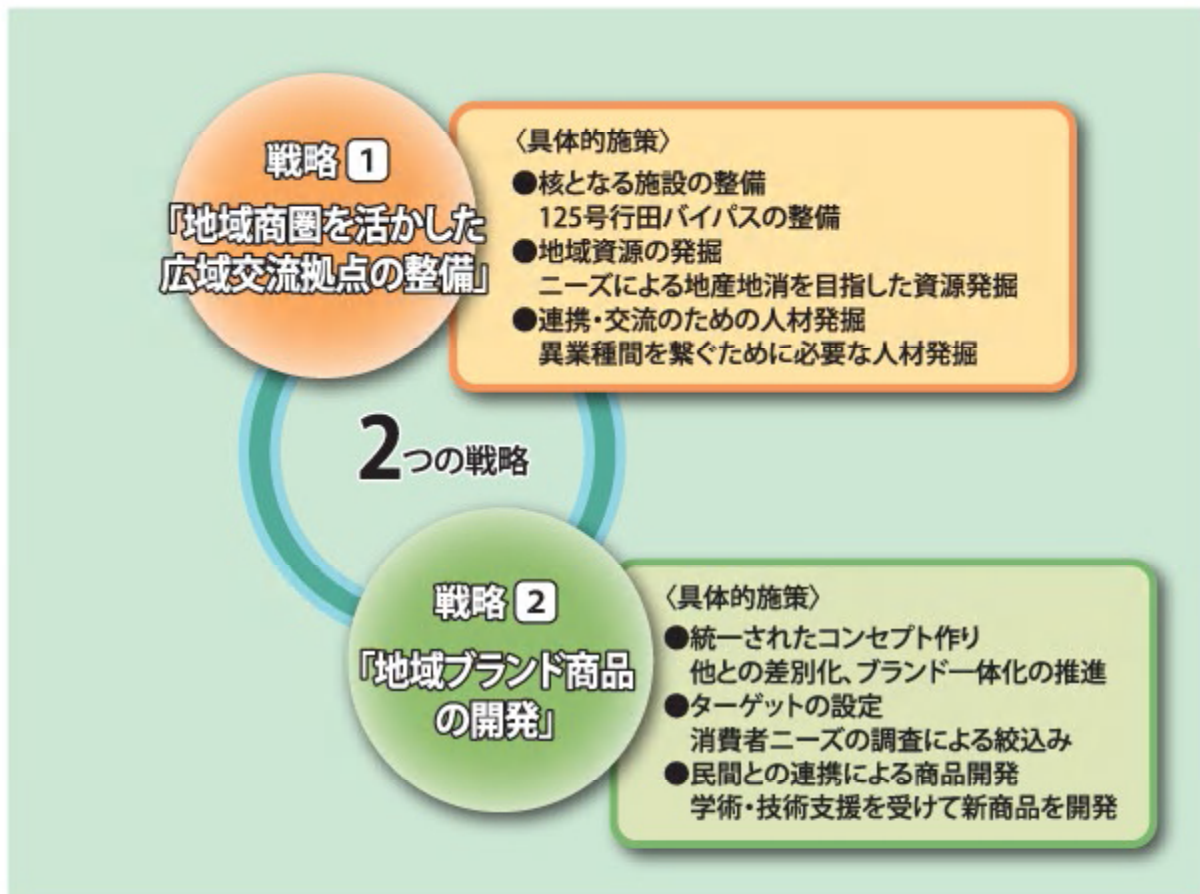 戦略 1
「地域商圏を活かした
広域交流拠点の整備」
〈具体的施策〉
●核となる施設の整備
125号行田バイパスの整備
●地域資源の発掘
ニーズによる地産地消を目指した資源発掘
●連携・交流のための人材発掘
異業種間を繋ぐために必要な人材発掘
2つの戦略
戦略 2
「地域ブランド商品
の開発」
〈具体的施策〉
●統一されたコンセプト作り
他との差別化、ブランド一体化の推進
●ターゲットの設定
消費者ニーズの調査による絞込み
●民間との連携による商品開発
学術・技術支援を受けて新商品を開発